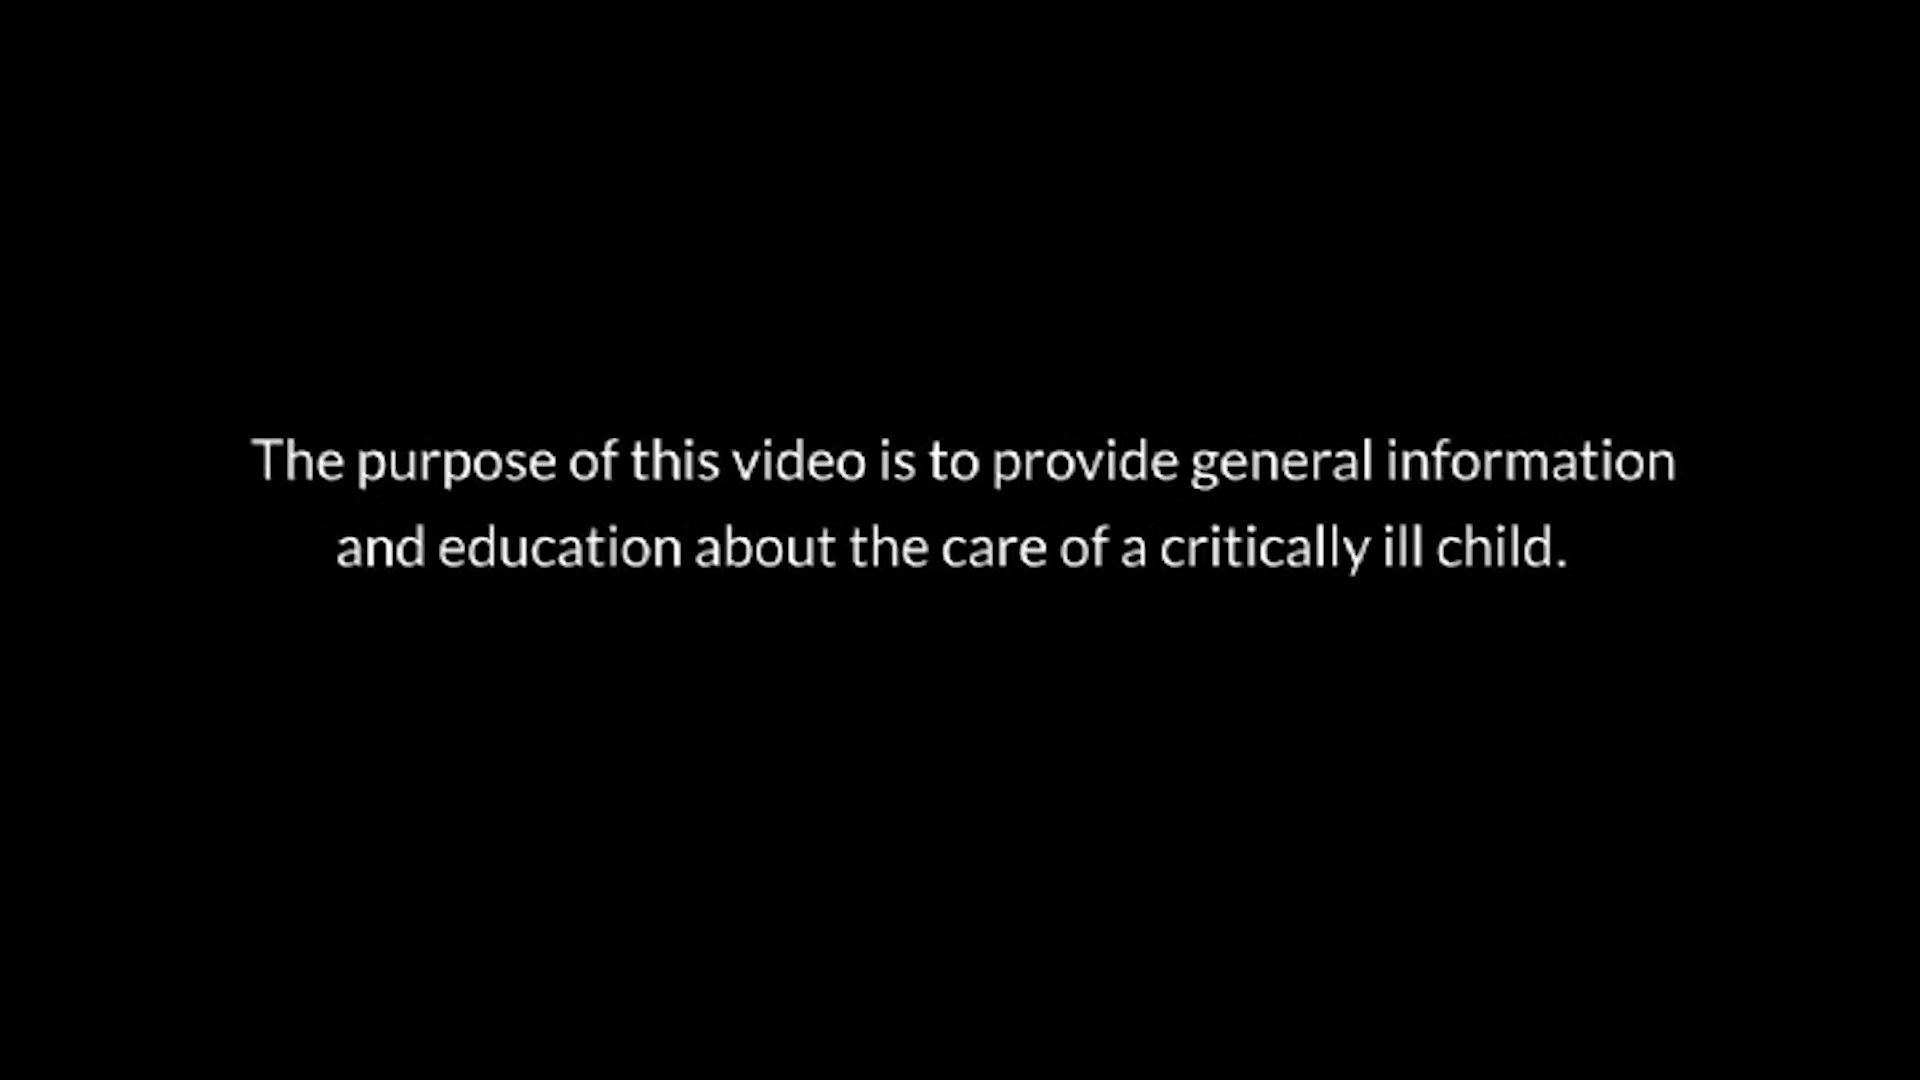 The purpose of this video is to provide general information
and education about the care of a critically ill child.